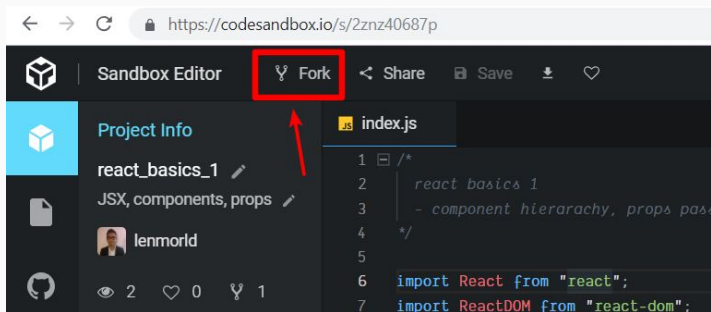 https://codesandbox.io/s/2znz40687p
Sandbox Editor
Fork
Share
Save
Project Info
react_basics_1
JSX, components, props
lenmorld
2 0 1
JS index.js
1 /*
2 react basics 1
3 - component hierarachy, props pass
4 */
5
6 import React from "react";
7 import ReactDOM from "react-dom";